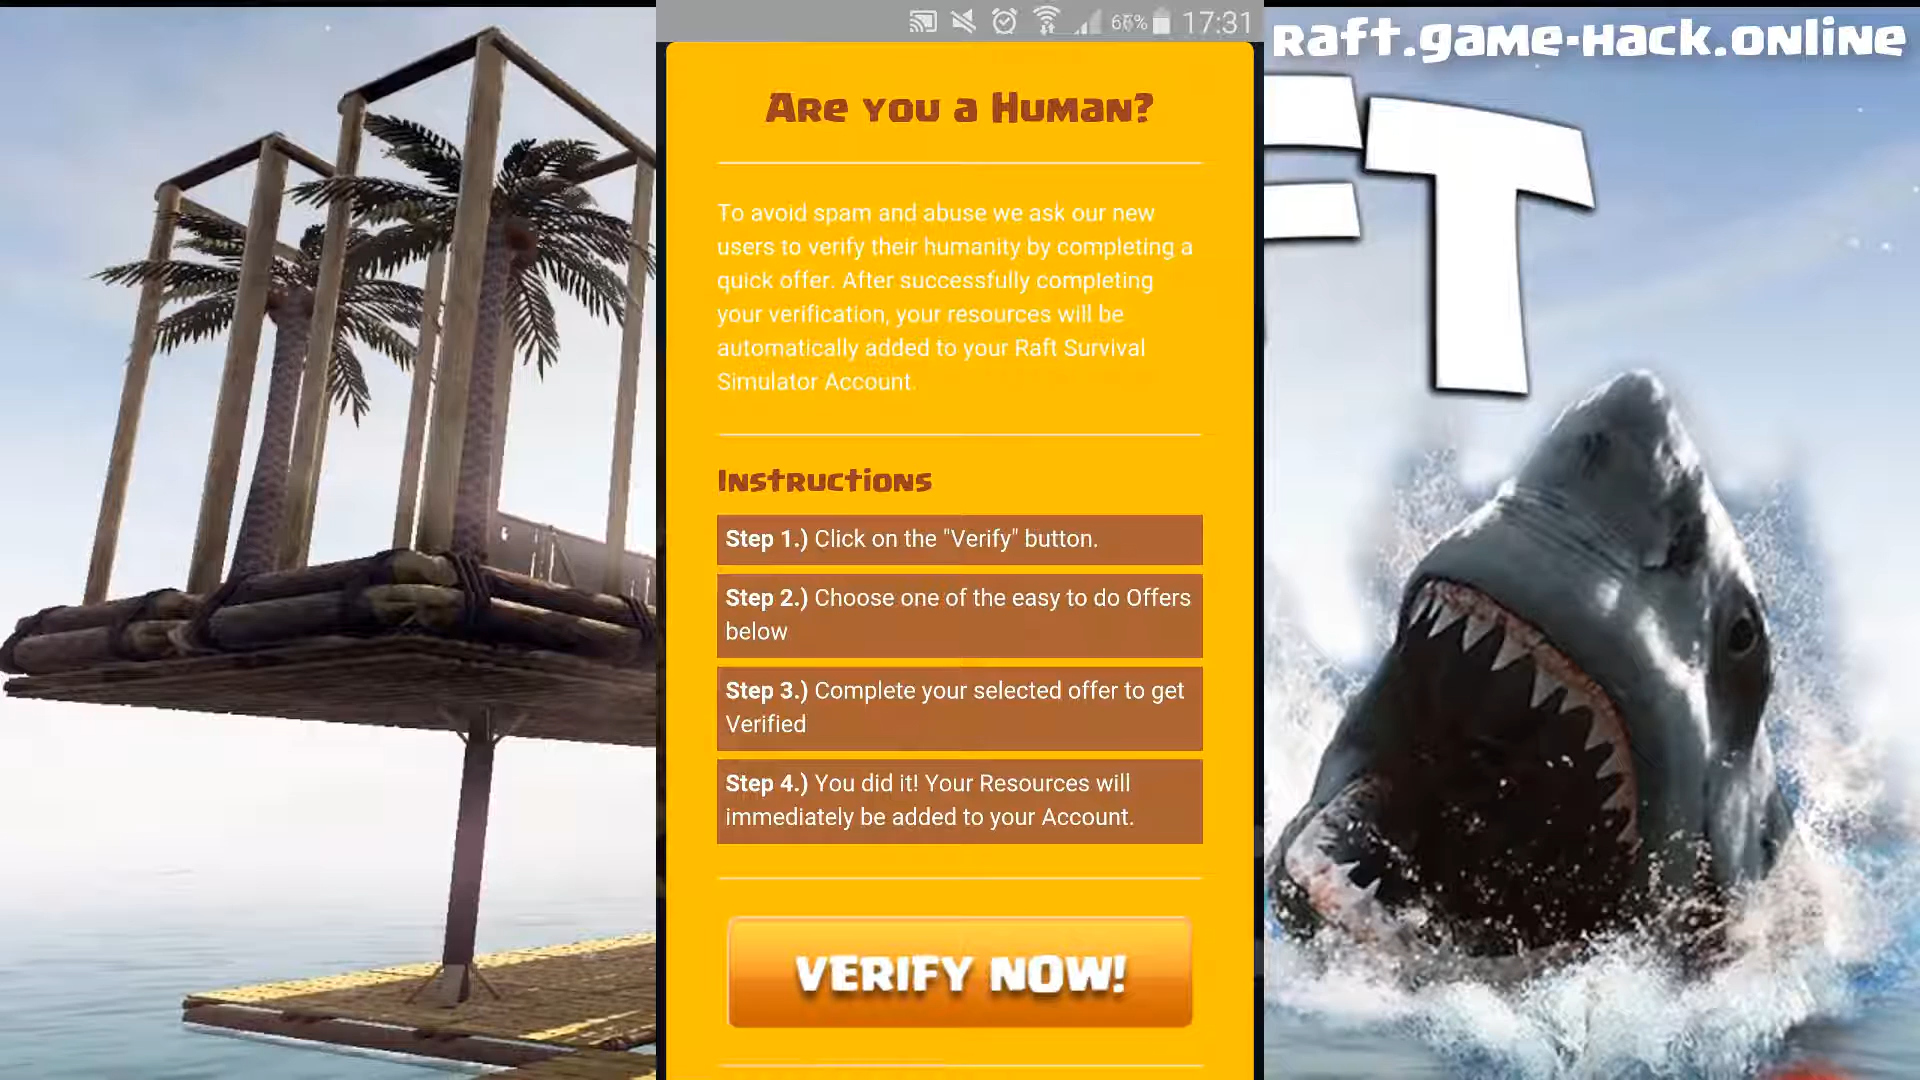 66% 17:31
Raft.game-hack.online
FT
Are you a Human?
To avoid spam and abuse we ask our new
users to verify their humanity by completing a
quick offer. After successfully completing
your verification, your resources will be
automatically added to your Raft Survival
Simulator Account.
Instructions
Step 1.) Click on the "Verify" button.
Step 2.) Choose one of the easy to do Offers
below
Step 3.) Complete your selected offer to get
Verified
Step 4.) You did it! Your Resources will
immediately be added to your Account.
VERIFY NOW!